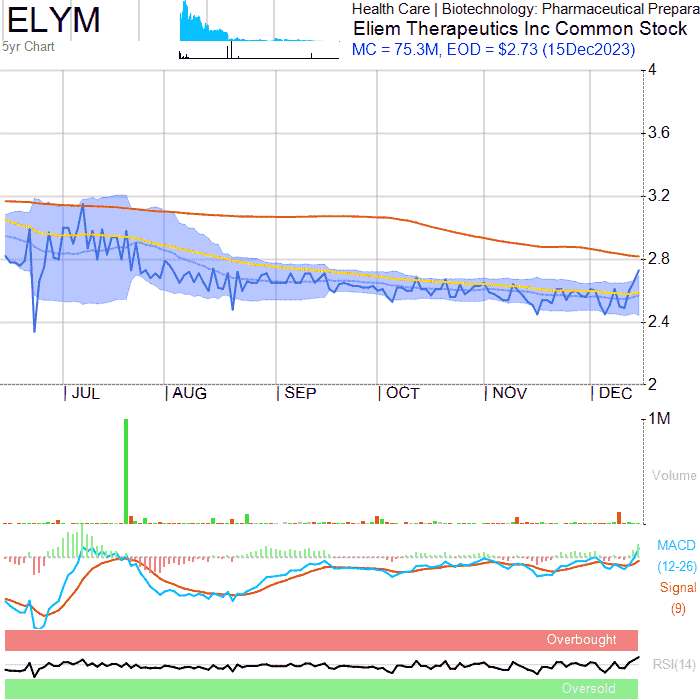 ELYM
5yr Chart
Health Care | Biotechnology: Pharmaceutical Prepara
Eliem Therapeutics Inc Common Stock
MC = 75.3M, EOD = $2.73 (15Dec2023)
4
3.6
3.2
2.8
2.4
2
JUL AUG SEP OCT NOV DEC
1M
Volume
MACD
(12-26)
Signal
(9)
Overbought
RSI(14)
Oversold